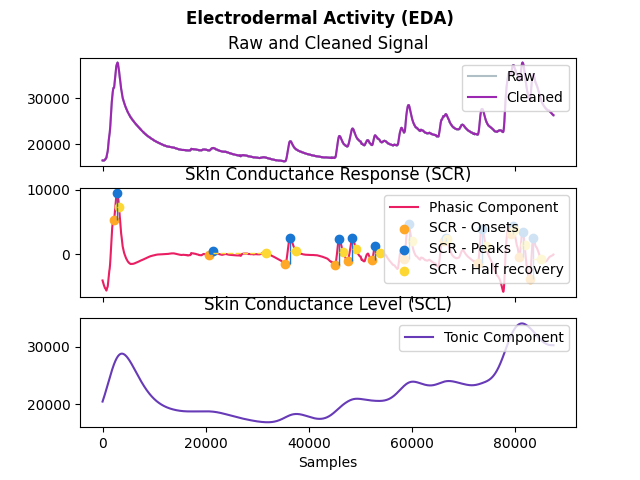 Electrodermal Activity (EDA)
Raw and Cleaned Signal
30000
20000
Raw
Cleaned
Skin Conductance Response (SCR)
10000
0
Phasic Component
SCR - Onsets
SCR - Peaks
SCR - Half recovery
Skin Conductance Level (SCL)
30000
20000
Tonic Component
0
20000
40000
60000
80000
Samples